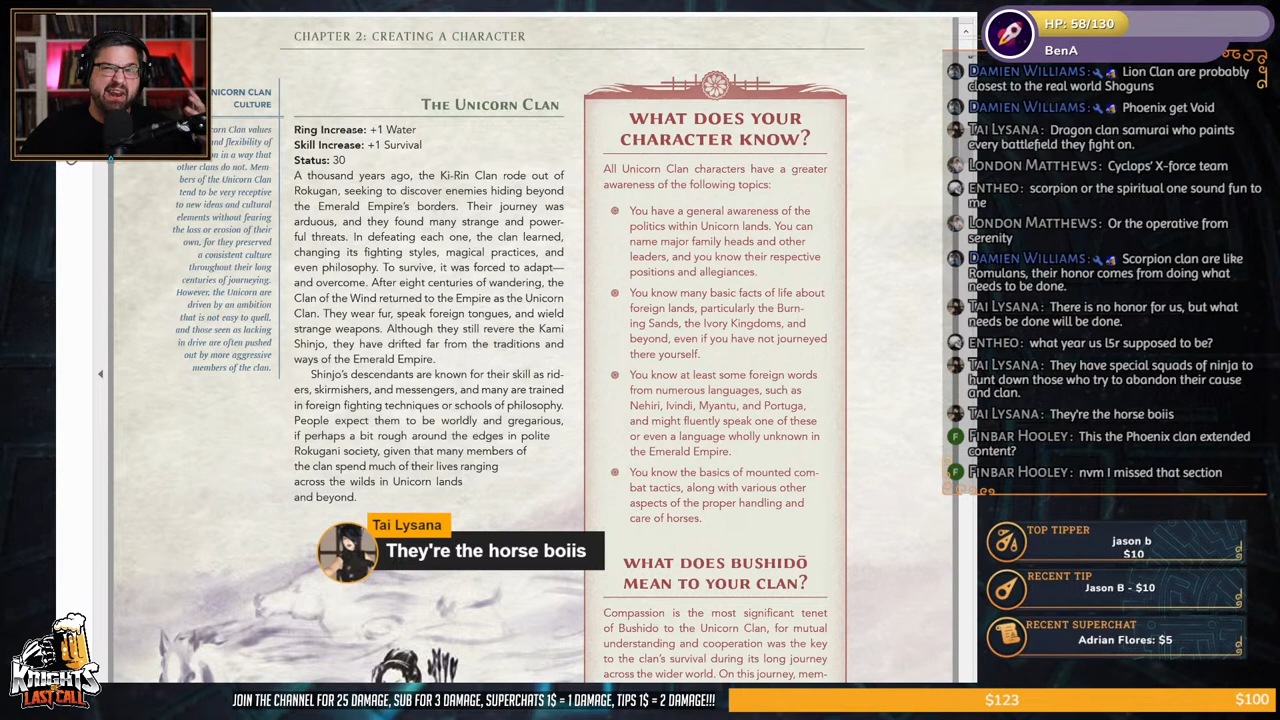 CHAPTER 2: CREATING A CHARACTER
NICORN CLAN
CULTURE
corn Clan values
nd flexibility of
on in a way that
other clans do not. Mem-
bers of the Unicorn Clan
tend to be very receptive
to new ideas and cultural
elements without fearing
the loss or erosion of their
own, for they preserved
a consistent culture
throughout their long
centuries of journeying.
However, the Unicorn are
driven by an ambition
that is not easy to quell,
and those seen as lacking
in drive are often pushed
out by more aggressive
members of the clan.
THE UNICORN CLAN
Ring Increase: +1 Water
Skill Increase: +1 Survival
Status: 30
A thousand years ago, the Ki-Rin Clan rode out of
Rokugan, seeking to discover enemies hiding beyond
the Emerald Empire's borders. Their journey was
arduous, and they found many strange and power-
ful threats. In defeating each one, the clan learned,
changing its fighting styles, magical practices, and
even philosophy. To survive, it was forced to adapt—
and overcome. After eight centuries of wandering, the
Clan of the Wind returned to the Empire as the Unicorn
Clan. They wear fur, speak foreign tongues, and wield
strange weapons. Although they still revere the Kami
Shinjo, they have drifted far from the traditions and
ways of the Emerald Empire.
Shinjo's descendants are known for their skill as rid-
ers, skirmishers, and messengers, and many are trained
in foreign fighting techniques or schools of philosophy.
People expect them to be worldly and gregarious,
if perhaps a bit rough around the edges in polite
Rokugani society, given that many members of
the clan spend much of their lives ranging
across the wilds in Unicorn lands
and beyond.
WHAT DOES YOUR
CHARACTER KNOW?
All Unicorn Clan characters have a greater
awareness of the following topics:
You have a general awareness of the
politics within Unicorn lands. You can
name major family heads and other
leaders, and you know their respective
positions and allegiances.
You know many basic facts of life about
foreign lands, particularly the Burn-
ing Sands, the Ivory Kingdoms, and
beyond, even if you have not journeyed
there yourself.
You know at least some foreign words
from numerous languages, such as
Nehiri, Ivindi, Myantu, and Portuga,
and might fluently speak one of these
or even a language wholly unknown in
the Emerald Empire.
You know the basics of mounted com-
bat tactics, along with various other
aspects of the proper handling and
care of horses.
WHAT DOES BUSHIDŌ
MEAN TO YOUR CLAN?
Compassion is the most significant tenet
of Bushido to the Unicorn Clan, for mutual
understanding and cooperation was the key
to the clan's survival during its long journey
across the wider world. On this journey, mem-
Tai Lysana
They're the horse boiis
HP: 58/130
BenA
DAMIEN WILLIAMS: Lion Clan are probably
closest to the real world Shoguns
DAMIEN WILLIAMS: Phoenix get Void
TAI LYSANA: Dragon clan samurai who paints
every battlefield they fight on.
LONDON MATTHEWS: Cyclops' X-force team
ENTHEO: scorpion or the spiritual one sound fun to
me
LONDON MATTHEWS: Or the operative from
serenity
DAMIEN WILLIAMS: Scorpion clan are like
Romulans, their honor comes from doing what
needs to be done.
TAI LYSANA: There is no honor for us, but what
needs be done will be done.
ENTHEO: what year us l5r supposed to be?
TAI LYSANA: They have special squads of ninja to
hunt down those who try to abandon their cause
and clan.
TAI LYSANA: They're the horse boiis
F FINBAR HOOLEY: This the Phoenix clan extended
content?
F FINBAR HOOLEY: nvm I missed that section
TOP TIPPER
jason b
$10
RECENT TIP
Jason B - $10
RECENT SUPERCHAT
Adrian Flores: $5
KNIGHTS
OF
LAST CALL
JOIN THE CHANNEL FOR 25 DAMAGE, SUB FOR 3 DAMAGE, SUPERCHATS 1$ = 1 DAMAGE, TIPS 1$ = 2 DAMAGE!!!
$123
$100